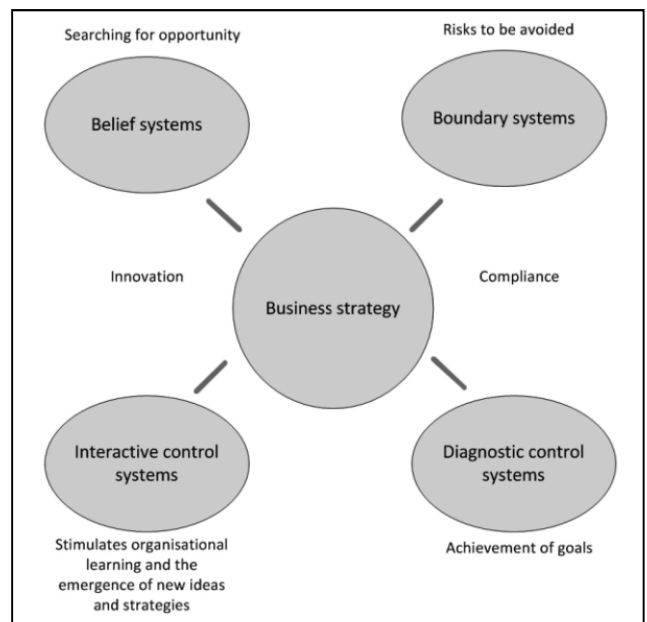 Searching for opportunity
Risks to be avoided
Belief systems
Boundary systems
Innovation
Business strategy
Compliance
Interactive control
systems
Diagnostic control
systems
Stimulates organisational
learning and the
emergence of new ideas
and strategies
Achievement of goals